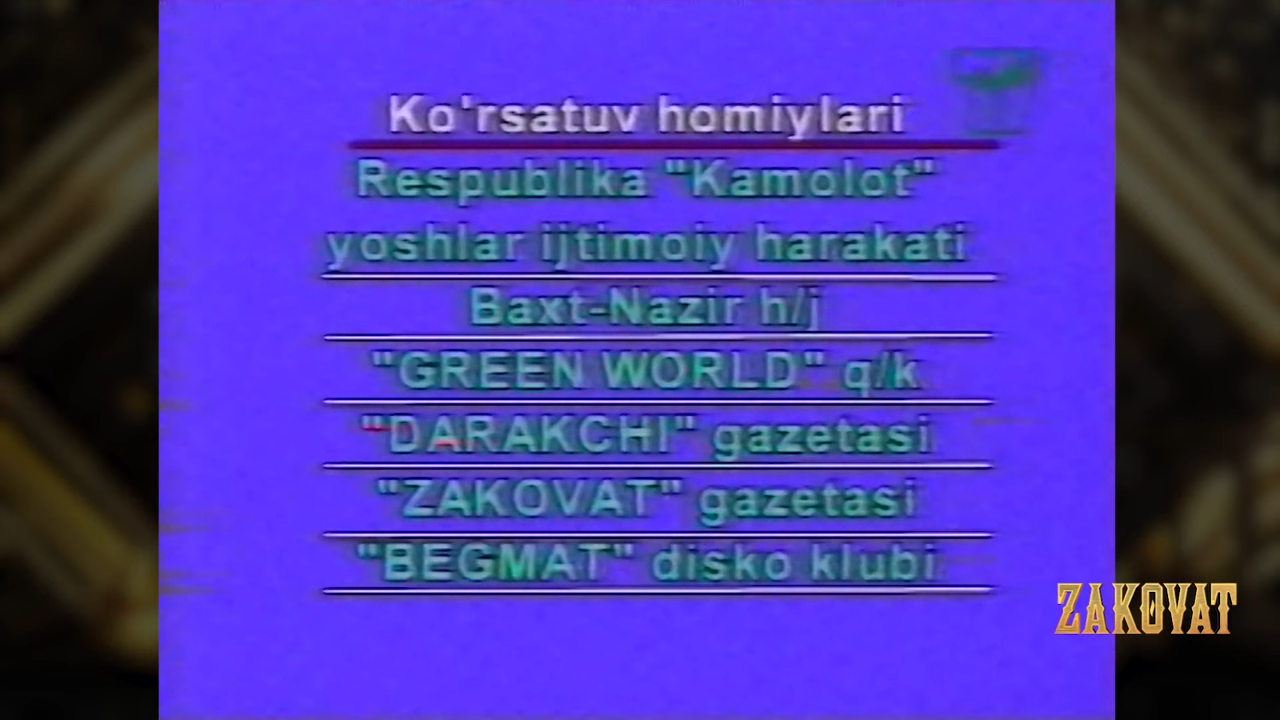 Ko'rsatuv homiylari
Respublika "Kamolot"
yoshlar ijtimoiy harakati
Baxt-Nazir h/j
"GREEN WORLD" q/k
"DARAKCHI" gazetasi
"ZAKOVAT" gazetasi
"BEGMAT" disko klubi
ZAKOVAT